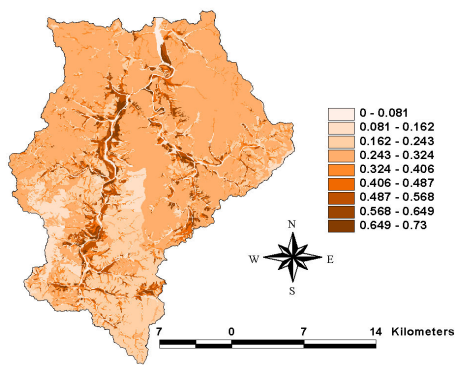 0 - 0.081
0.081 - 0.162
0.162 - 0.243
0.243 - 0.324
0.324 - 0.406
0.406 - 0.487
0.487 - 0.568
0.568 - 0.649
0.649 - 0.73
N
W E
S
7 0 7 14 Kilometers